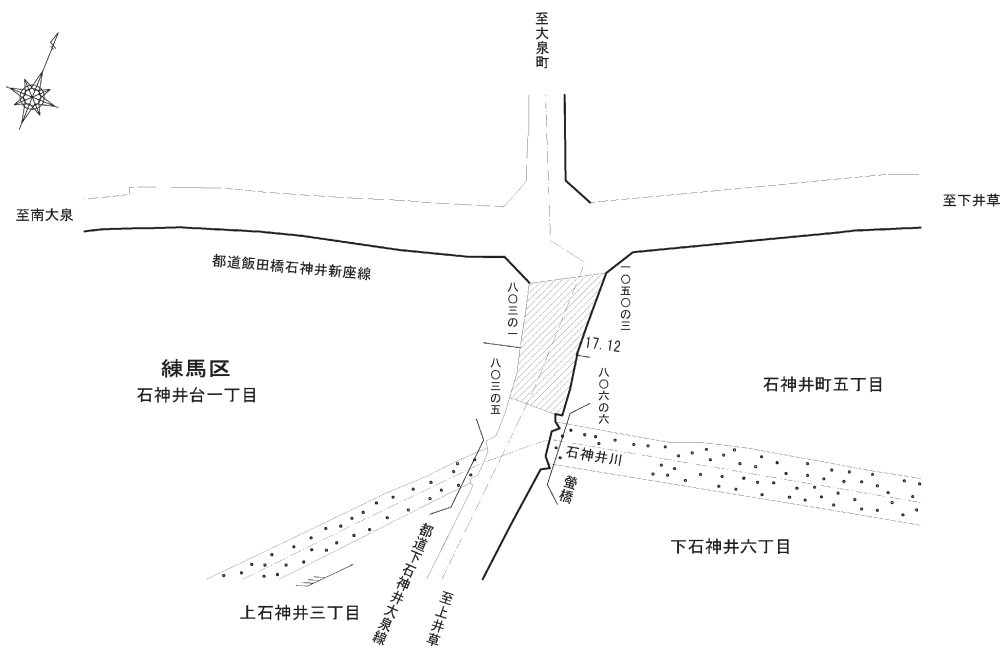 至大泉町
至南大泉
至下井草
都道飯田橋石神井新座線
八〇三の一
一〇五〇の三
17.12
練馬区
石神井台一丁目
八〇三の五
八〇六の六
石神井町五丁目
石神井川
螢橋
下石神井六丁目
都道下石神井大泉線
至上井草
上石神井三丁目